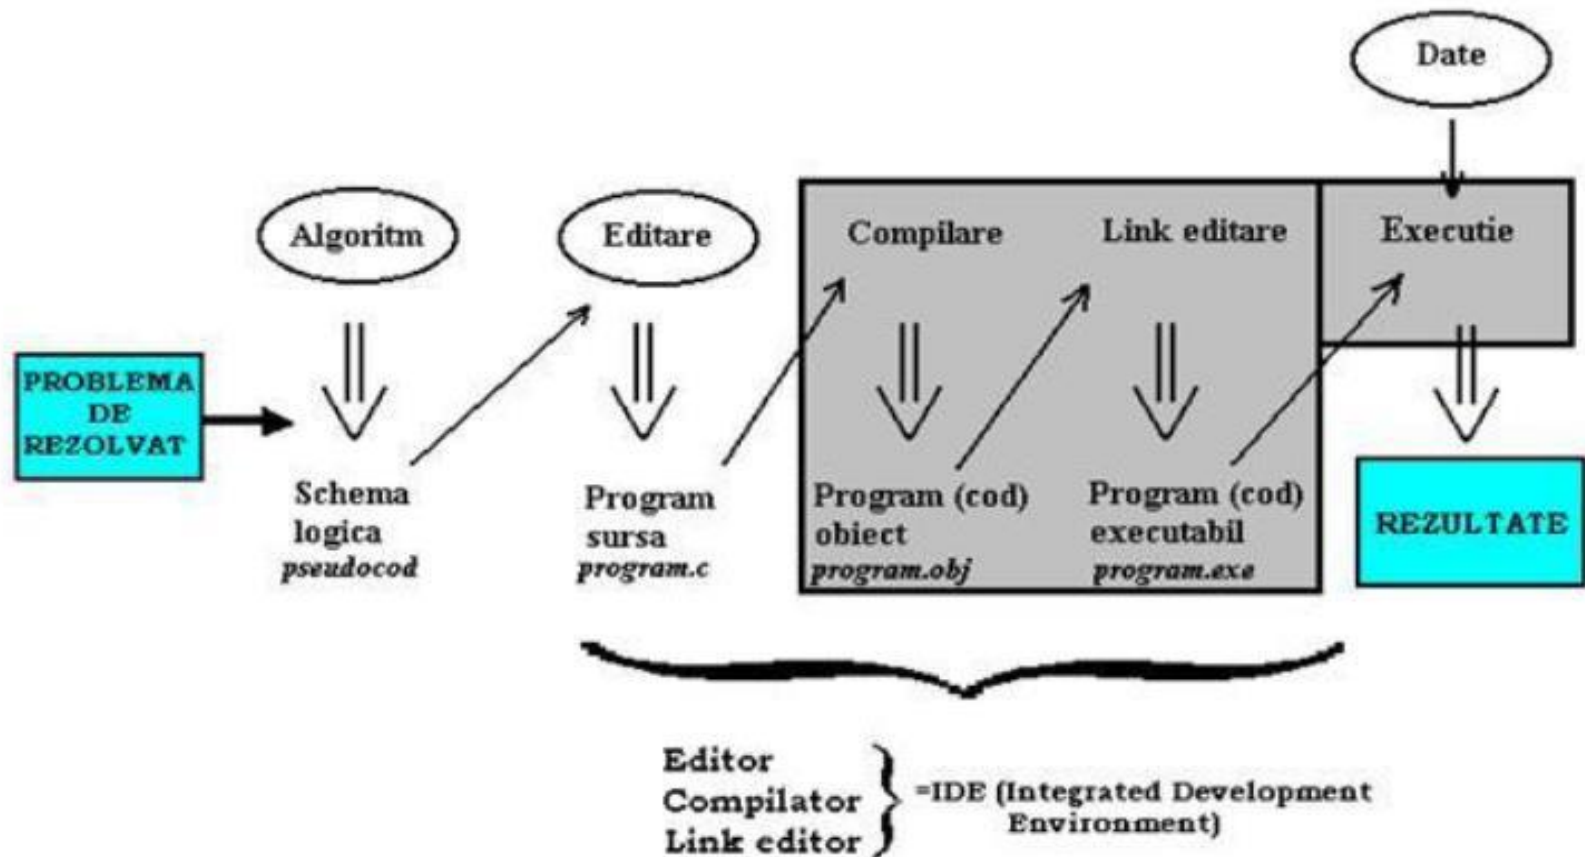 Date
Algoritm
Editare
Compilare
Link editare
Executie
PROBLEMA
DE
REZOLVAT
Schema
logica
pseudocod
Program
sursa
program.c
Program (cod)
obiect
program.obj
Program (cod)
executabil
program.exe
REZULTATE
Editor
Compilator
Link editor
=IDE (Integrated Development
Environment)